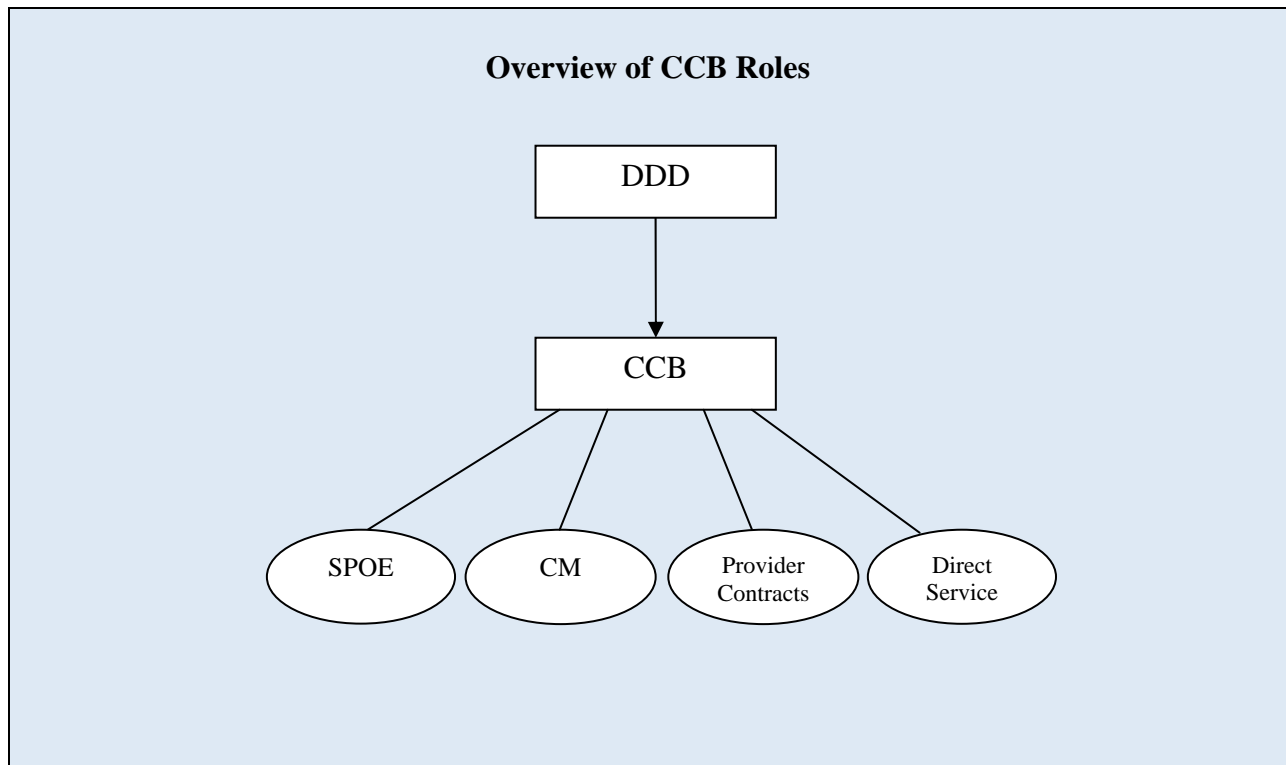 Overview of CCB Roles
DDD
CCB
SPOE
CM
Provider
Contracts
Direct
Service